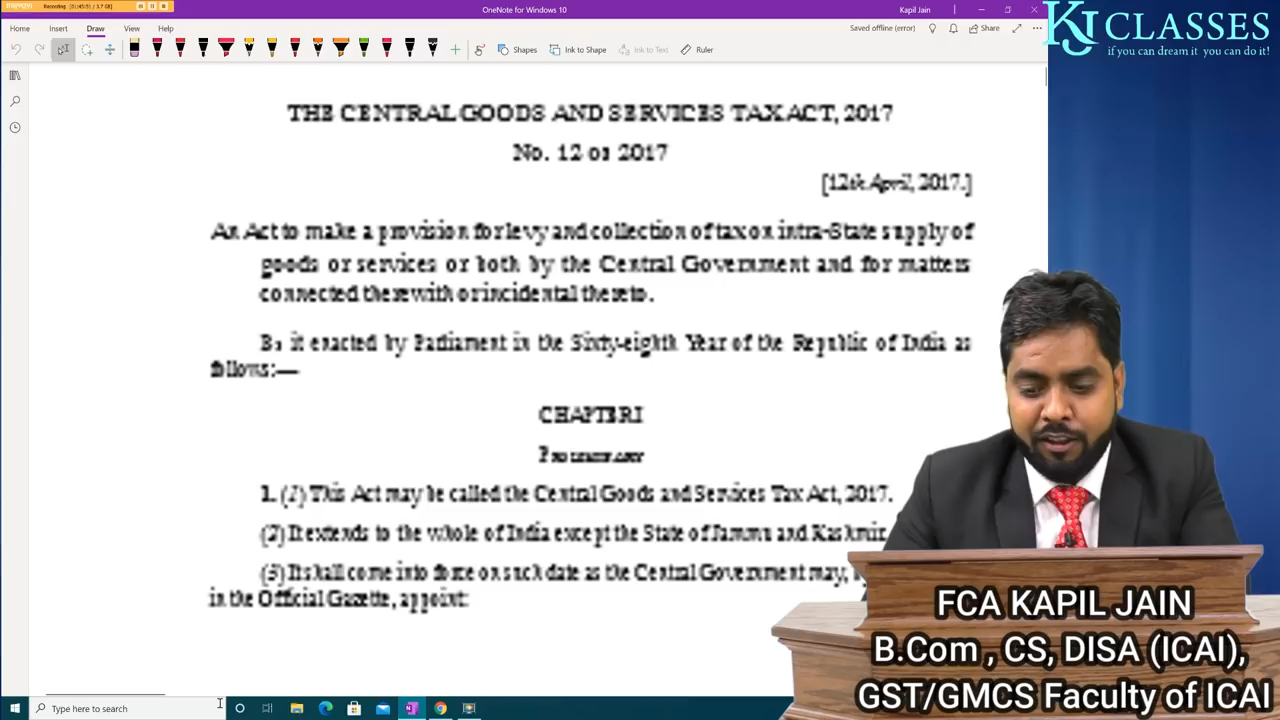 Recording [01:45:51 / 3.7 GB]
OneNote for Windows 10
Kapil Jain
Home Insert Draw View Help
Saved offline (error)
Share
Shapes Ink to Shape Ink to Text Ruler
KJ CLASSES
if you can dream it you can do it!
THE CENTRAL GOODS AND SERVICES TAX ACT, 2017
No. 12 OF 2017
[12th April, 2017.]
An Act to make a provision for levy and collection of tax on intra-State supply of
goods or services or both by the Central Government and for matters
connected therewith or incidental thereto.
BE it enacted by Parliament in the Sixty-eighth Year of the Republic of India as
follows:—
CHAPTER I
PRELIMINARY
1. (1) This Act may be called the Central Goods and Services Tax Act, 2017.
(2) It extends to the whole of India except the State of Jammu and Kashmir.
(3) It shall come into force on such date as the Central Government may,
in the Official Gazette, appoint:
FCA KAPIL JAIN
B.Com , CS, DISA (ICAI),
GST/GMCS Faculty of ICAI
Type here to search